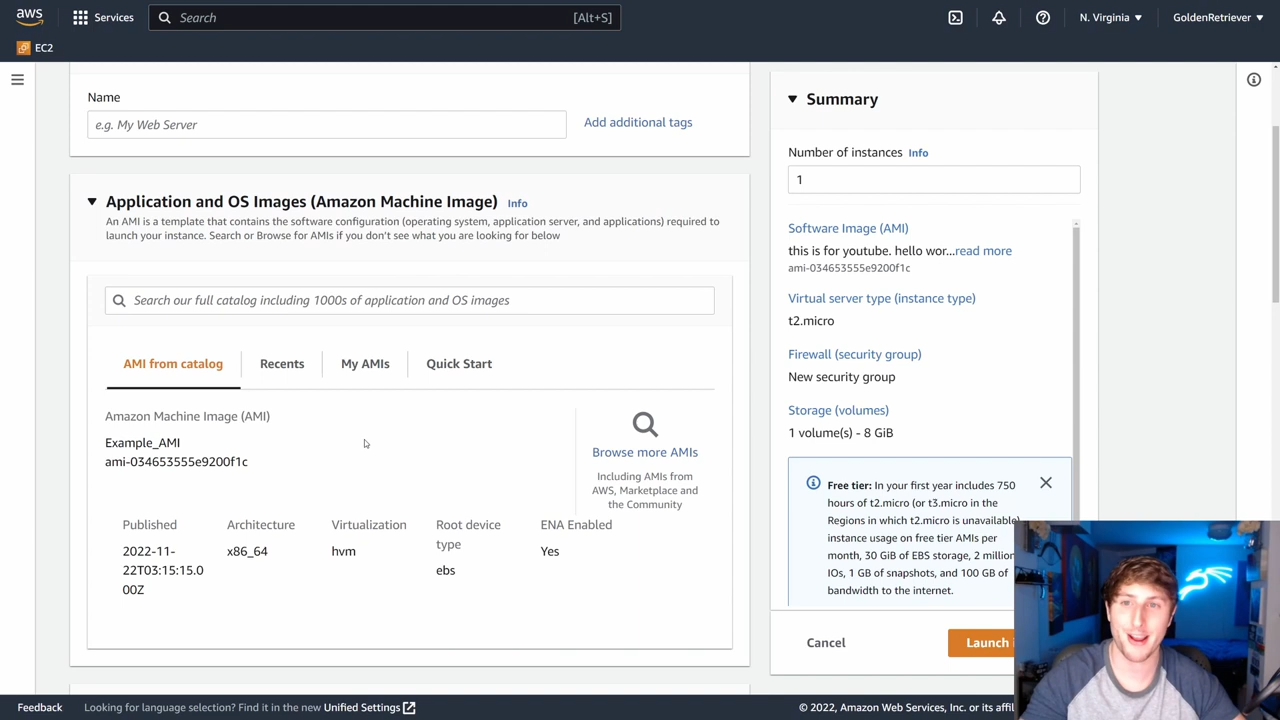 aws
Services
Search
[Alt+S]
N. Virginia
GoldenRetriever
EC2
Name
e.g. My Web Server
Add additional tags
Application and OS Images (Amazon Machine Image)
Info
An AMI is a template that contains the software configuration (operating system, application server, and applications) required to
launch your instance. Search or Browse for AMIs if you don't see what you are looking for below
Search our full catalog including 1000s of application and OS images
AMI from catalog
Recents
My AMIs
Quick Start
Amazon Machine Image (AMI)
Example_AMI
ami-034653555e9200f1c
Browse more AMIs
Including AMIs from
AWS, Marketplace and
the Community
Published
Architecture
Virtualization
Root device
type
ENA Enabled
2022-11-
22T03:15:15.0
00Z
x86_64
hvm
ebs
Yes
Summary
Number of instances
Info
1
Software Image (AMI)
this is for youtube. hello wor...read more
ami-034653555e9200f1c
Virtual server type (instance type)
t2.micro
Firewall (security group)
New security group
Storage (volumes)
1 volume(s) - 8 GiB
Free tier: In your first year includes 750
hours of t2.micro (or t3.micro in the
Regions in which t2.micro is unavailable)
instance usage on free tier AMIs per
month, 30 GiB of EBS storage, 2 million
IOs, 1 GB of snapshots, and 100 GB of
bandwidth to the internet.
Cancel
Launch
Feedback
Looking for language selection? Find it in the new Unified Settings
© 2022, Amazon Web Services, Inc. or its